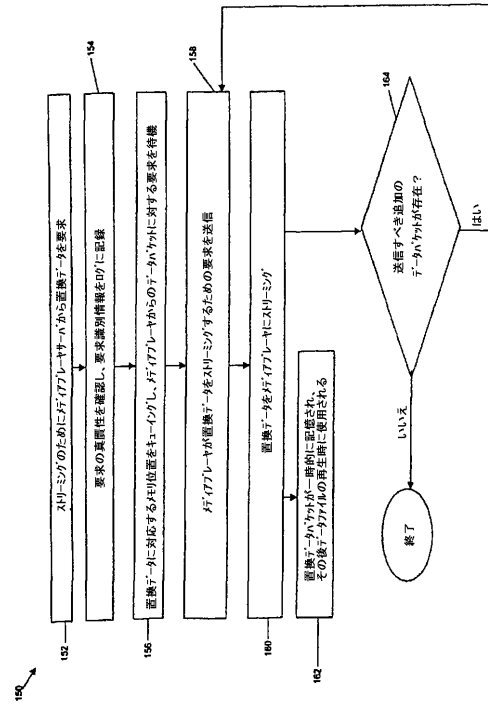 150
152
ストリーミングのためにメディアプレーヤサーバから置換データを要求
154
要求の真贋性を確認し、要求識別情報をログに記録
156
置換データに対応するメモリ位置をキューイングし、メディアプレーヤからのデータパケットに対する要求を待機
158
メディアプレーヤが置換データをストリーミングするための要求を送信
160
置換データをメディアプレーヤにストリーミング
162
置換データパケットが一時的に記憶され、
その後データファイルの再生時に使用される
164
送信すべき追加の
データパケットが存在？
はい
いいえ
終了